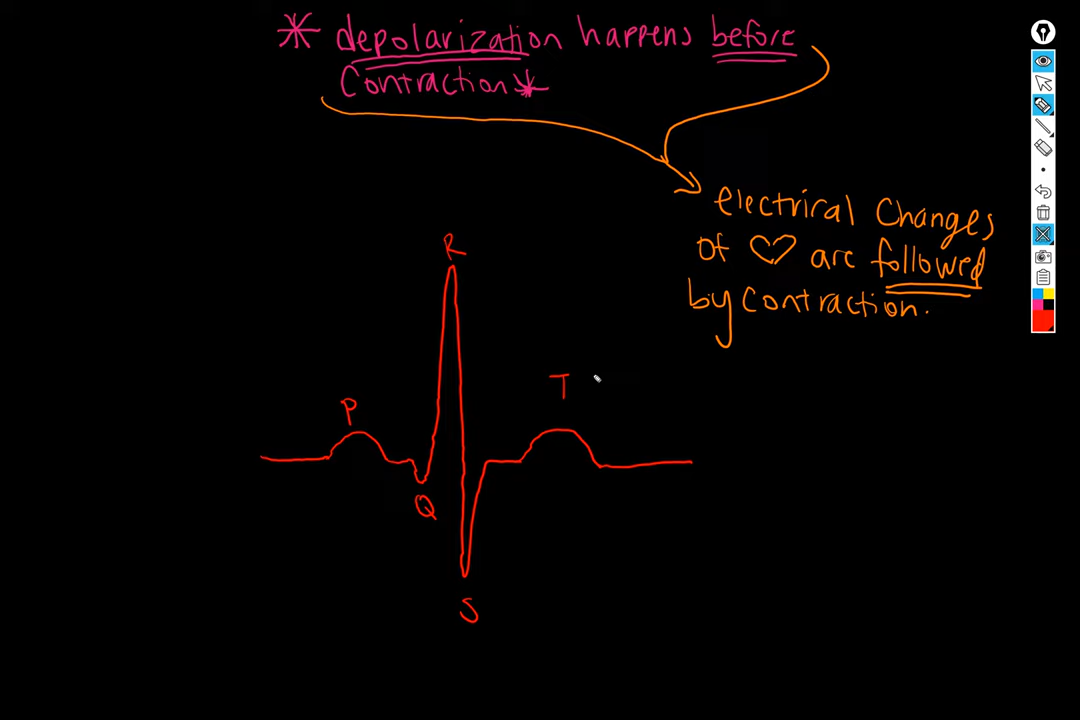 * depolarization happens before
Contraction*
electrical changes
of ♡ are followed
by contraction.
R
T
P
Q
S